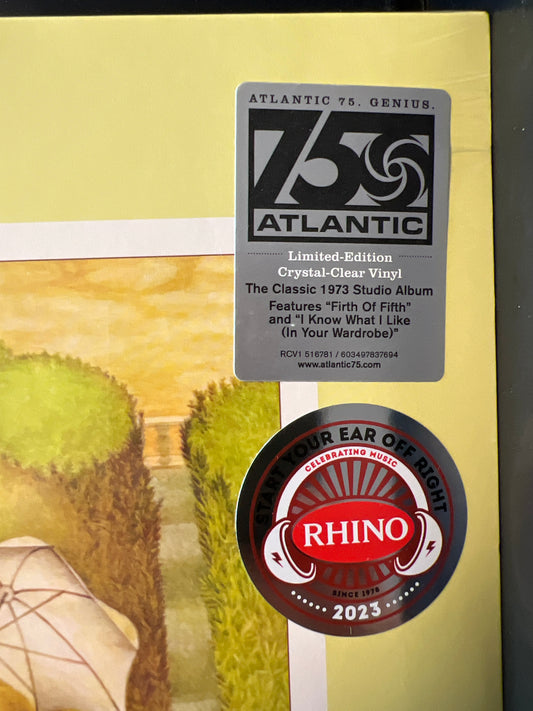 ATLANTIC 75. GENIUS.
75
ATLANTIC
Limited-Edition
Crystal-Clear Vinyl
The Classic 1973 Studio Album
Features “Firth Of Fifth”
and “I Know What I Like
(In Your Wardrobe)”
RCV1 516781 / 603497837694
www.atlantic75.com
START YOUR EAR OFF RIGHT
CELEBRATING MUSIC
RHINO
SINCE 1978
2023